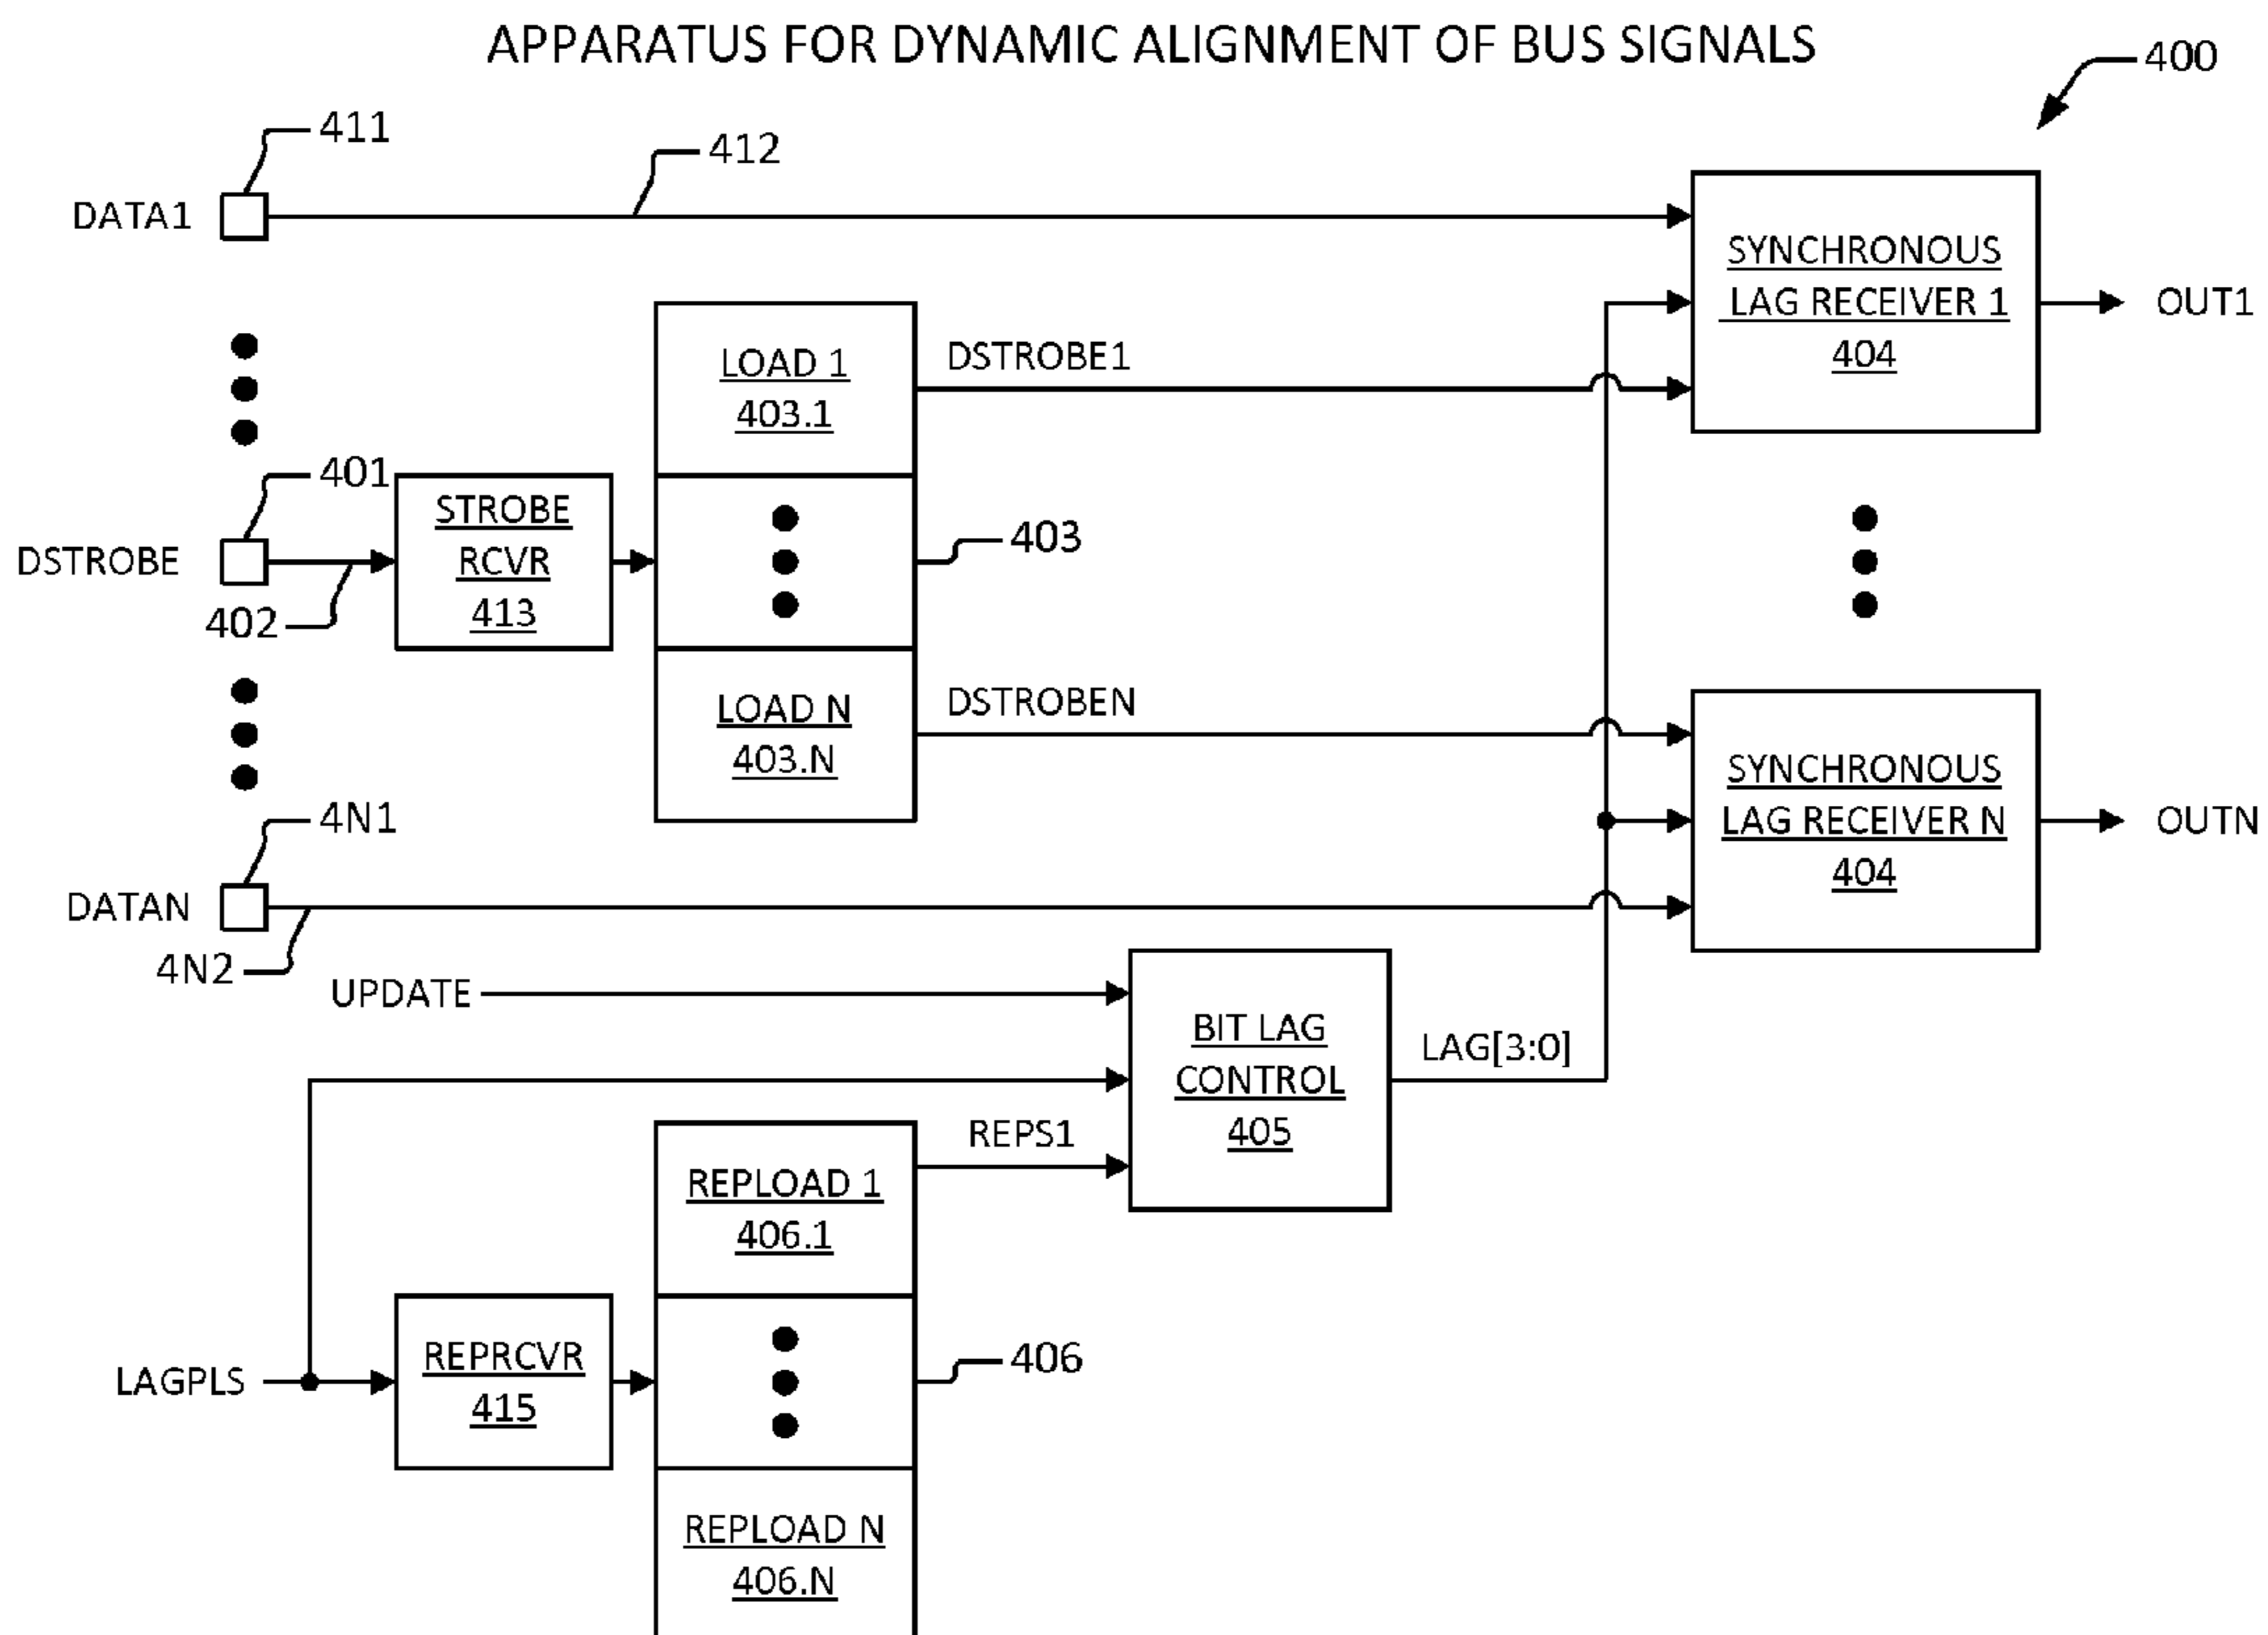 APPARATUS FOR DYNAMIC ALIGNMENT OF BUS SIGNALS
400
411
412
DATA1
SYNCHRONOUS
LAG RECEIVER 1
404
OUT1
LOAD 1
403.1
DSTROBE1
401
DSTROBE
402
STROBE
RCVR
413
403
LOAD N
403.N
DSTROBEN
SYNCHRONOUS
LAG RECEIVER N
404
OUTN
4N1
DATAN
4N2
UPDATE
BIT LAG
CONTROL
405
LAG[3:0]
REPS1
REPLOAD 1
406.1
LAGPLS
REPRCVR
415
406
REPLOAD N
406.N